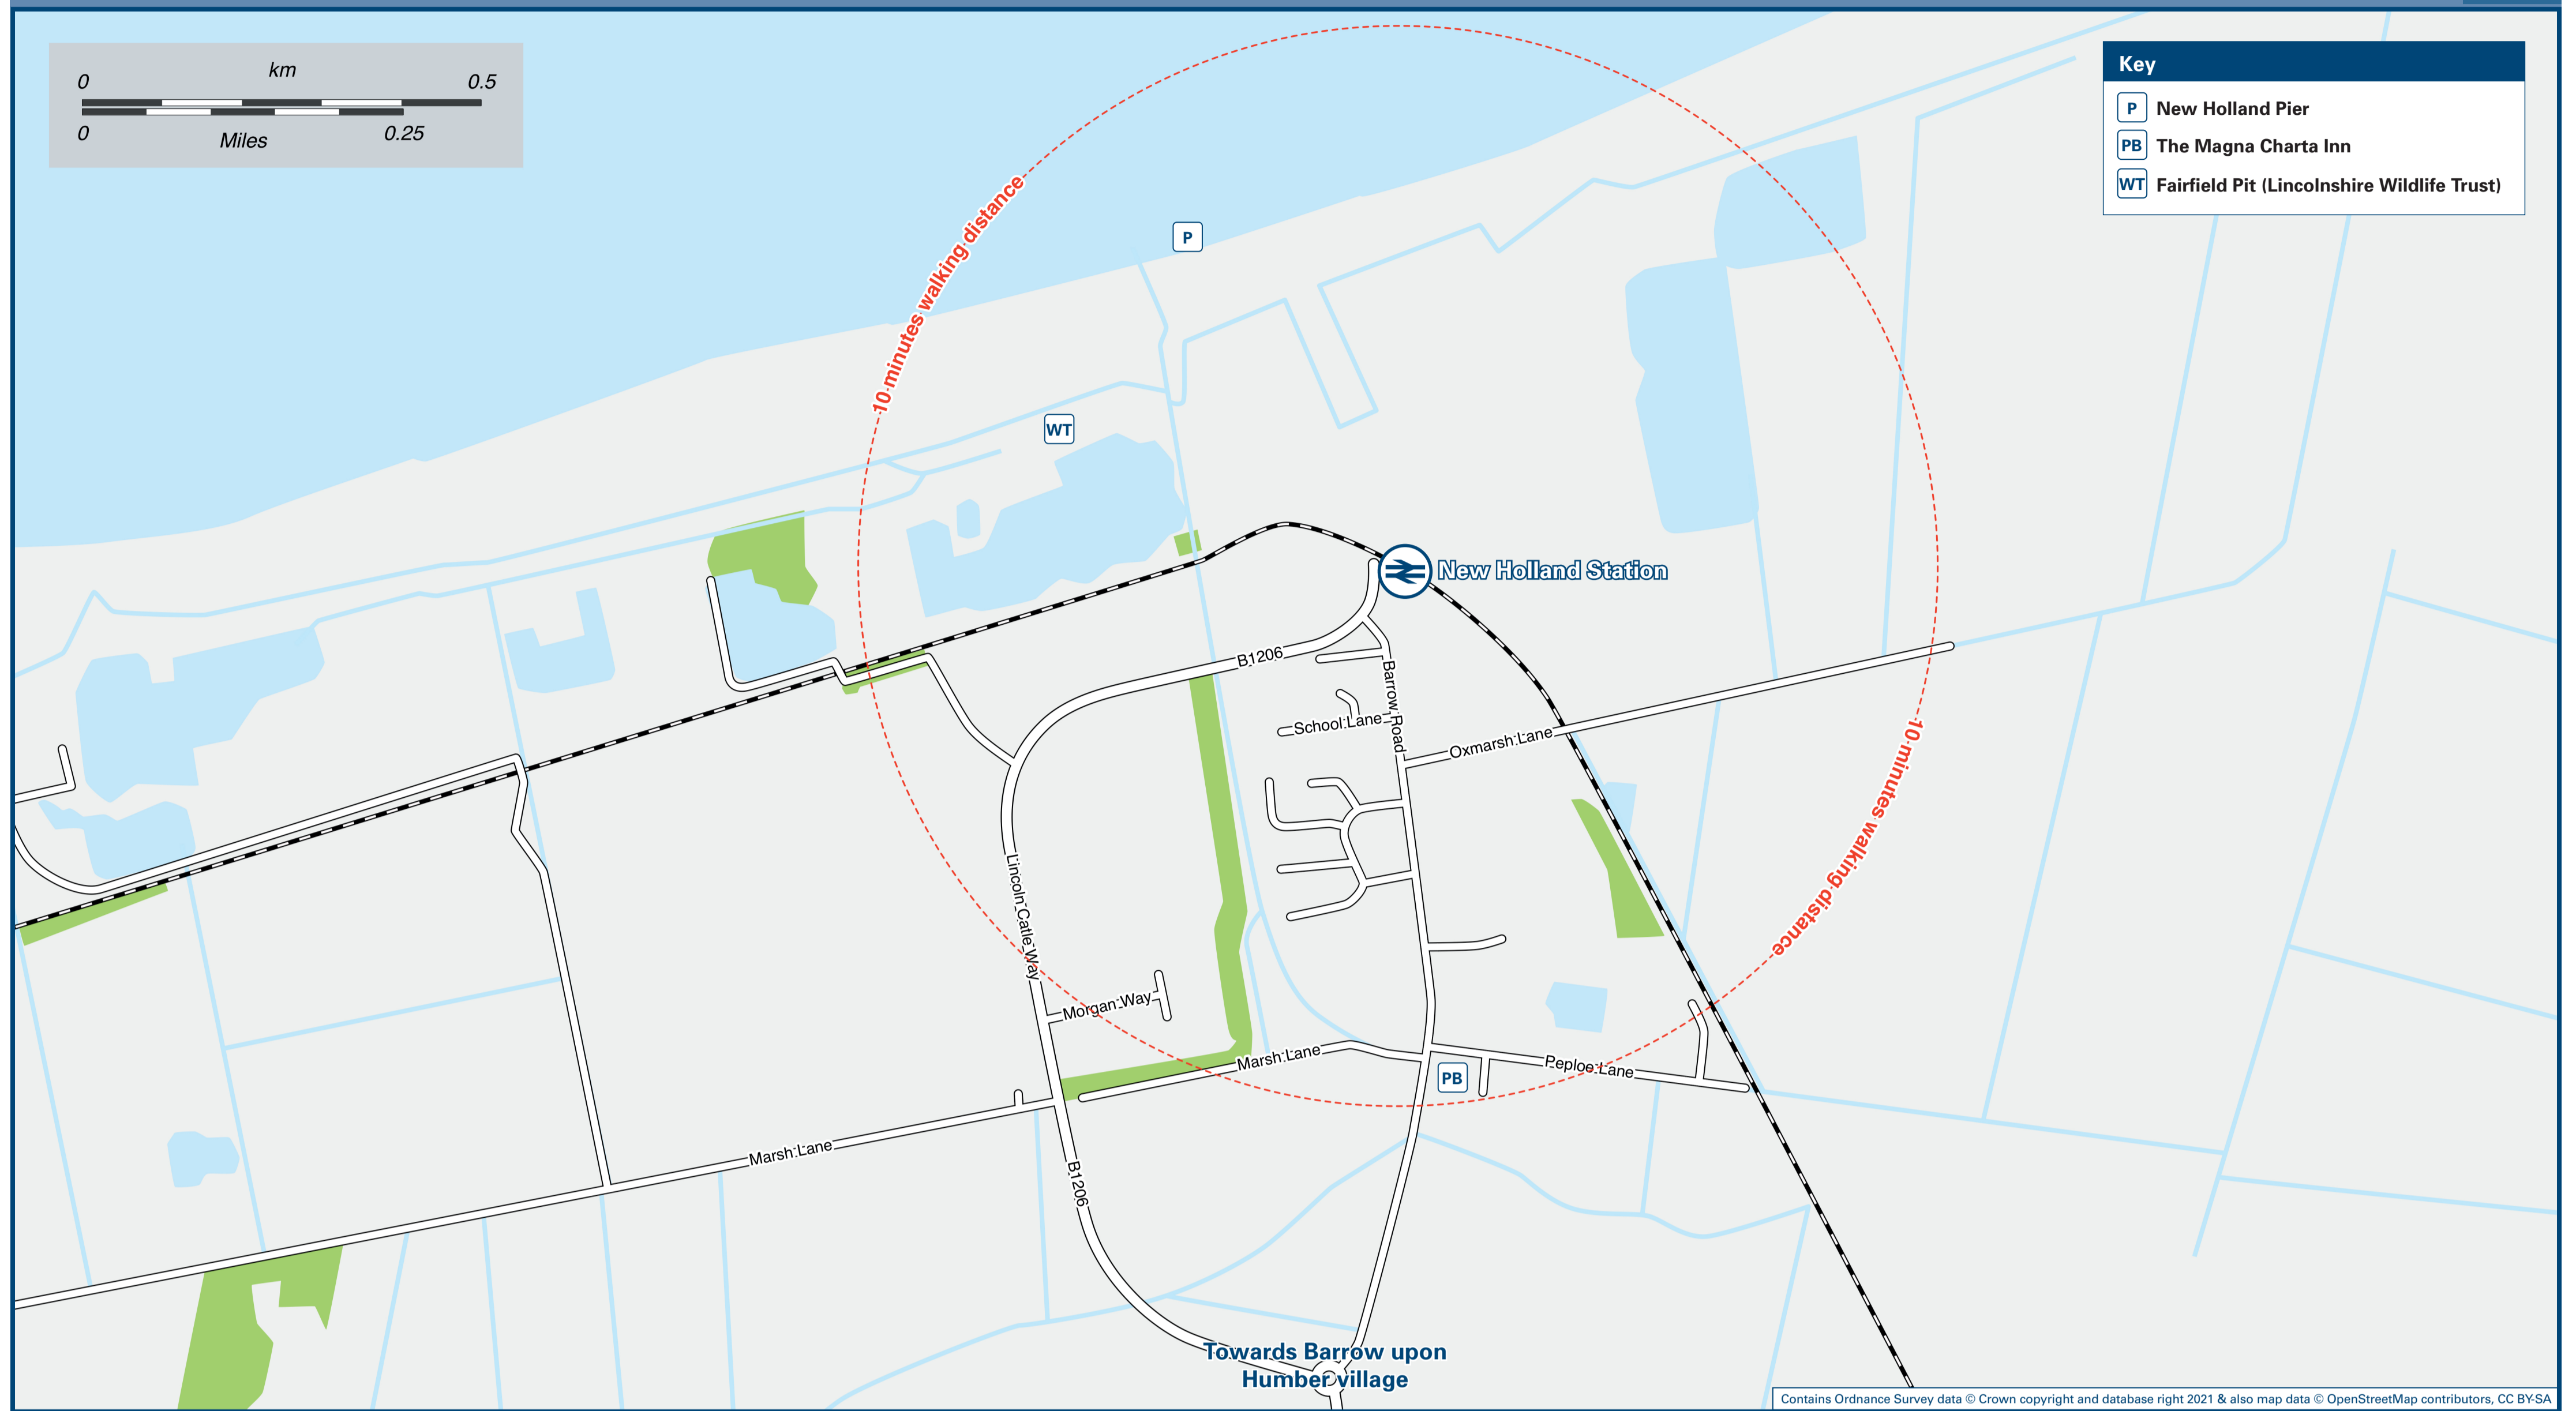 km
0 0.5
0 0.25
Miles
Key
P New Holland Pier
PB The Magna Charta Inn
WT Fairfield Pit (Lincolnshire Wildlife Trust)
10 minutes walking distance
P
WT
New Holland Station
B1206
Barrow Road
School Lane
Oxmarsh Lane
10 minutes walking distance
Lincoln Catle Way
Morgan Way
Marsh Lane
Peploe Lane
PB
Marsh Lane
B1206
Towards Barrow upon
Humber village
Contains Ordnance Survey data © Crown copyright and database right 2021 & also map data © OpenStreetMap contributors, CC BY-SA